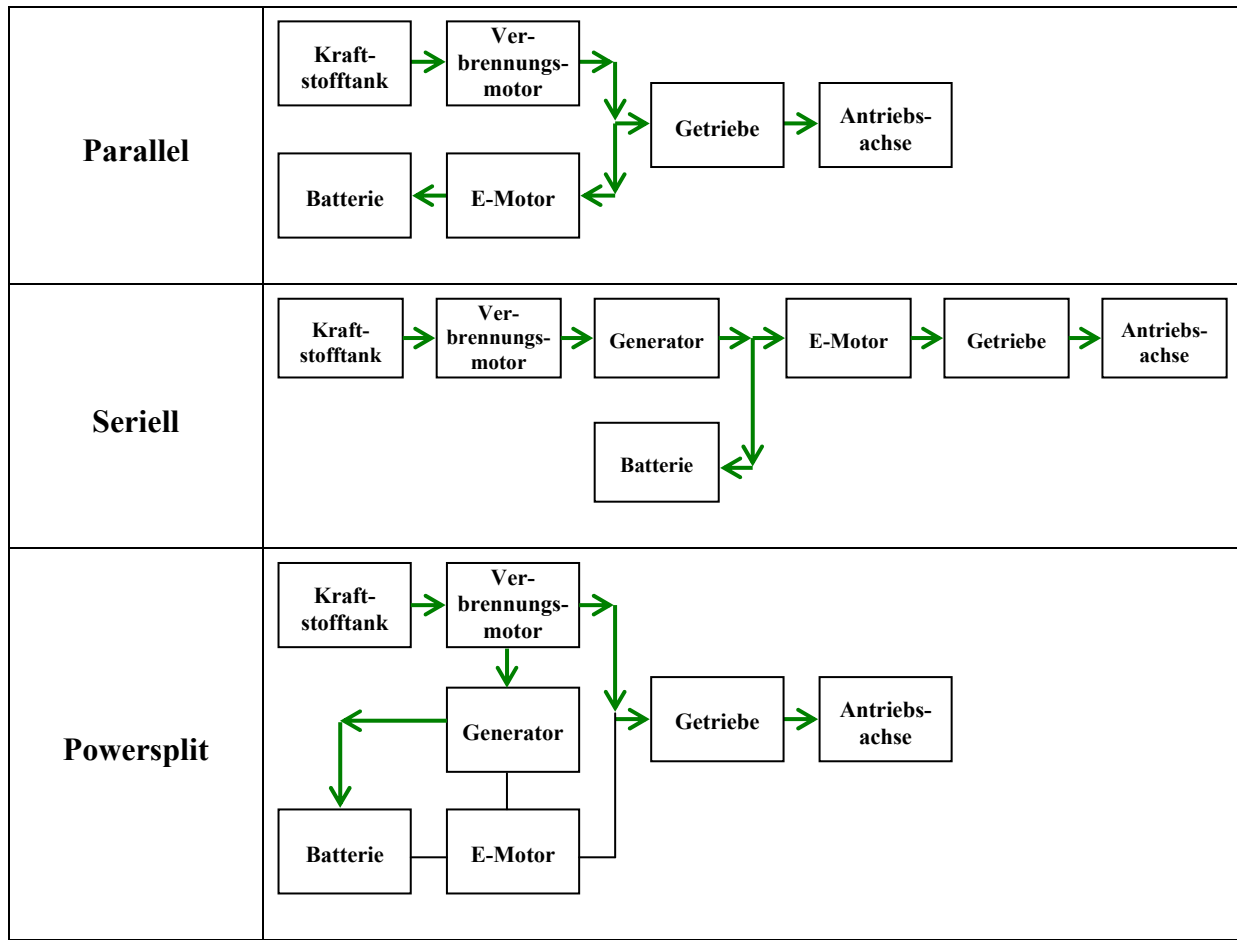 Parallel
Kraft-
stofftank
Ver-
brennungs-
motor
Getriebe
Antriebs-
achse
Batterie
E-Motor
Seriell
Kraft-
stofftank
Ver-
brennungs-
motor
Generator
E-Motor
Getriebe
Antriebs-
achse
Batterie
Powersplit
Kraft-
stofftank
Ver-
brennungs-
motor
Generator
Getriebe
Antriebs-
achse
Batterie
E-Motor